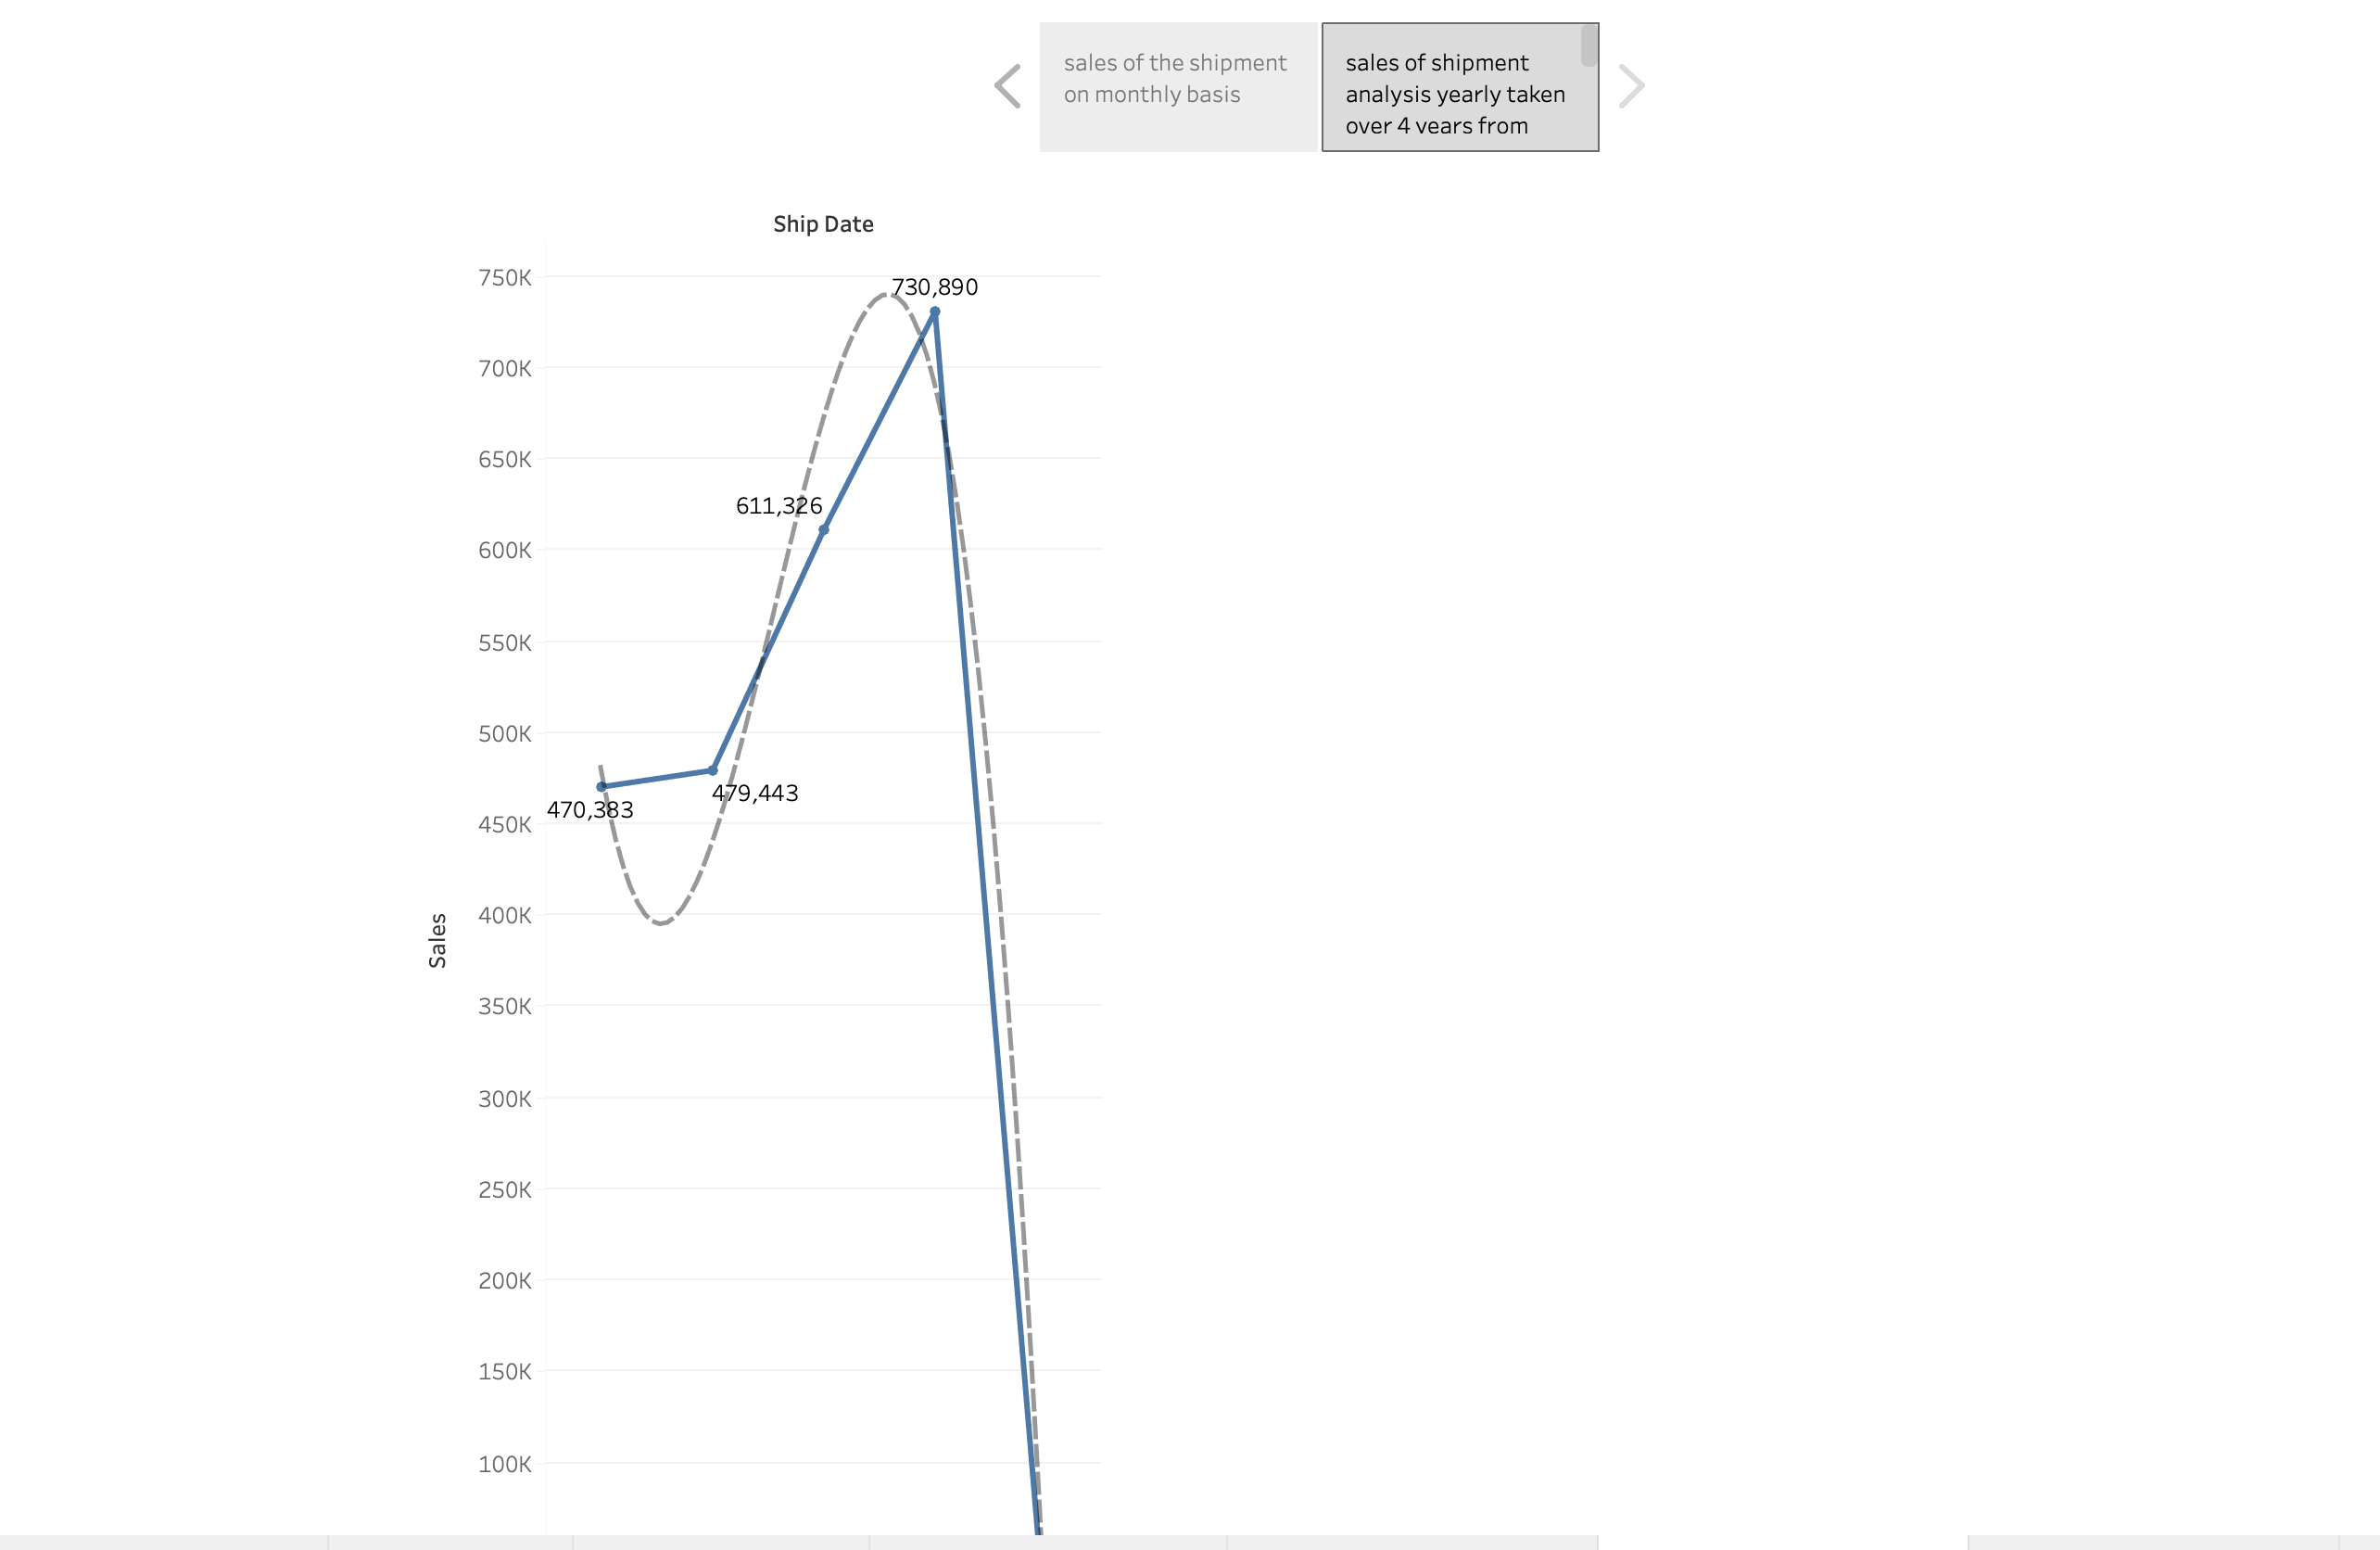 sales of the shipment
on monthly basis
sales of shipment
analysis yearly taken
over 4 years from
Ship Date
750K
730,890
700K
650K
611,326
600K
550K
500K
479,443
470,383
450K
400K
Sales
350K
300K
250K
200K
150K
100K